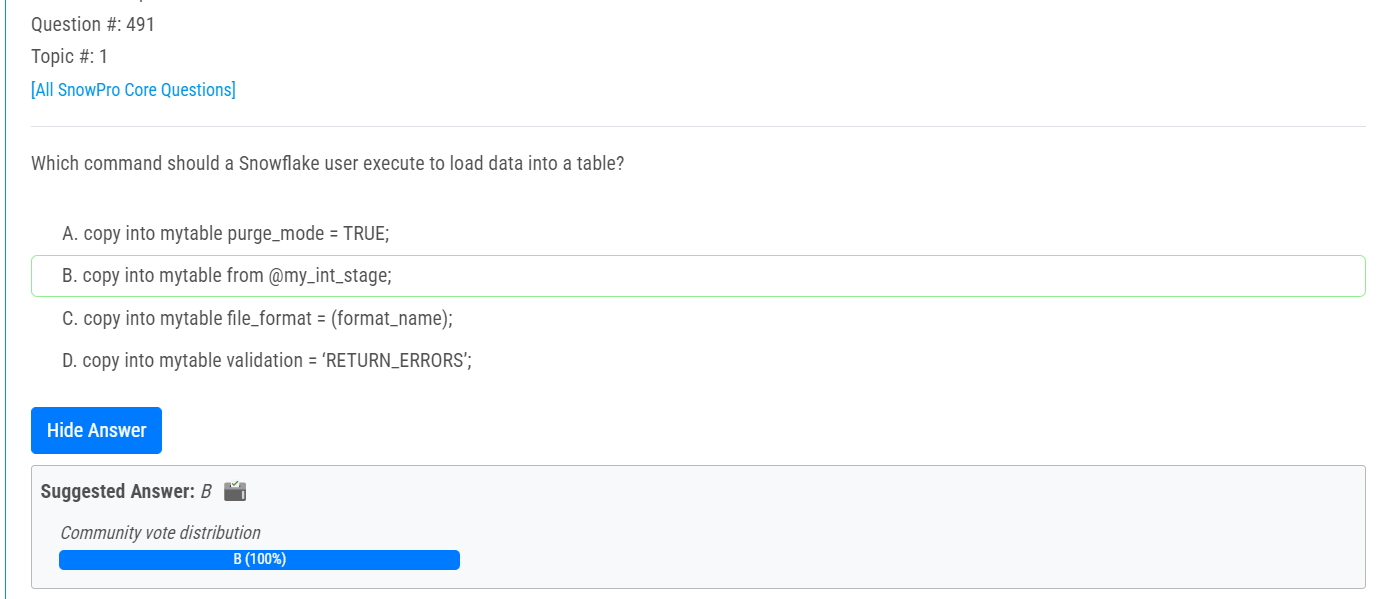 Question #: 491
Topic #: 1
[All SnowPro Core Questions]
Which command should a Snowflake user execute to load data into a table?
A. copy into mytable purge_mode = TRUE;
B. copy into mytable from @my_int_stage;
C. copy into mytable file_format = (format_name);
D. copy into mytable validation = ‘RETURN_ERRORS’;
Hide Answer
Suggested Answer: B
Community vote distribution
B (100%)